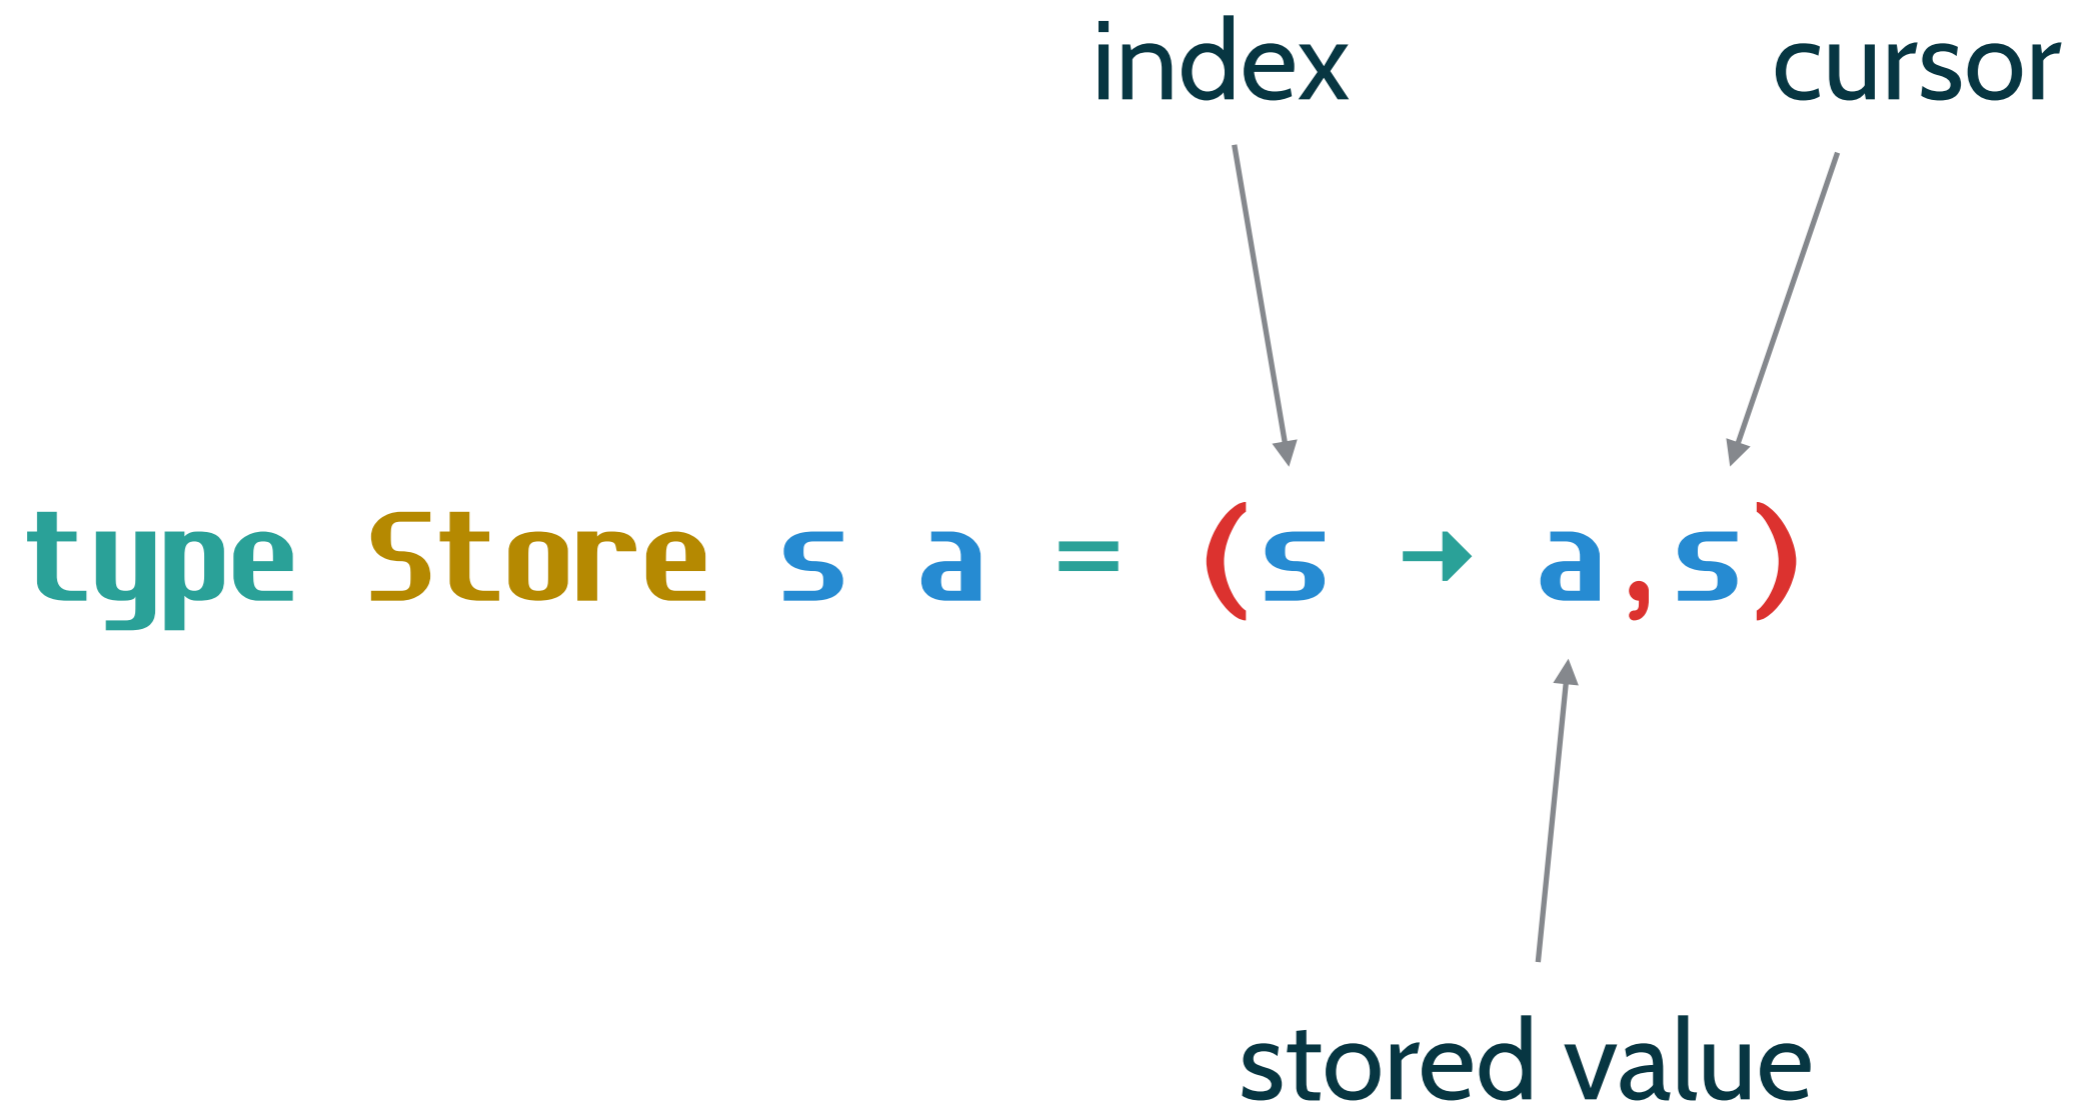 index cursor
type Store s a = (s → a,s)
stored value